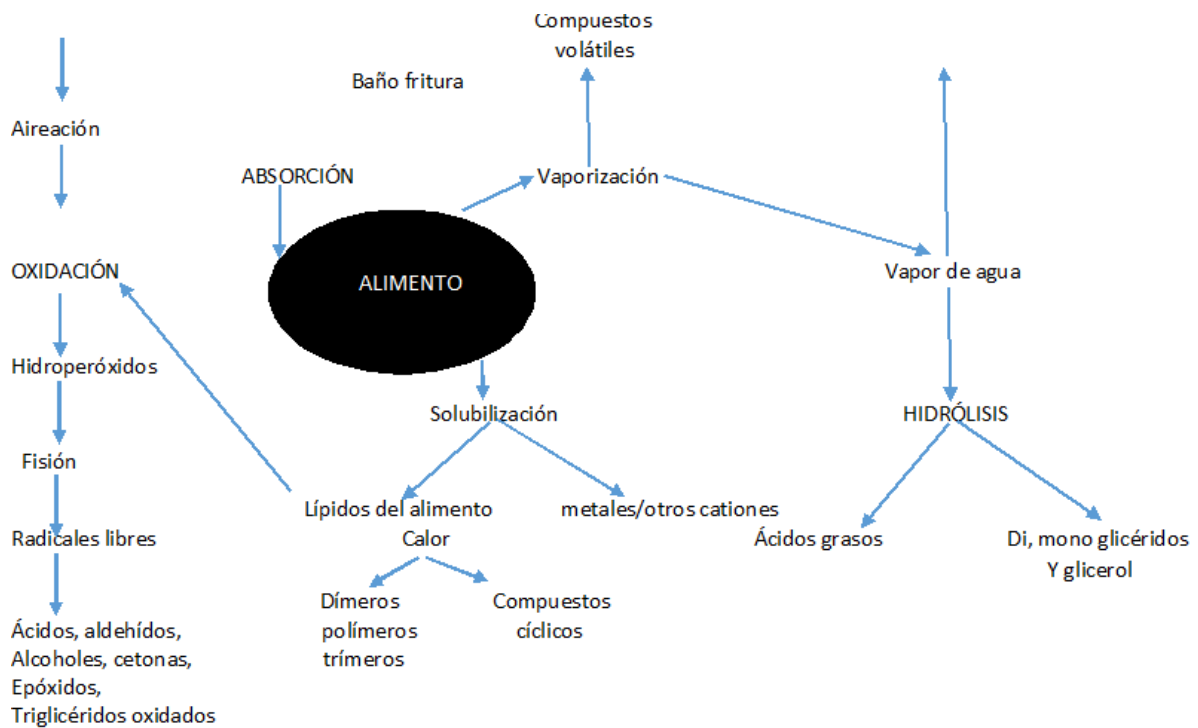 Compuestos
volátiles
Baño fritura
Aireación
ABSORCIÓN
Vaporización
OXIDACIÓN
ALIMENTO
Vapor de agua
Hidroperóxidos
Solubilización
HIDRÓLISIS
Fisión
Lípidos del alimento
Calor
metales/otros cationes
Radicales libres
Ácidos grasos
Di, mono glicéridos
Y glicerol
Dímeros
polímeros
trímeros
Compuestos
cíclicos
Ácidos, aldehídos,
Alcoholes, cetonas,
Epóxidos,
Triglicéridos oxidados